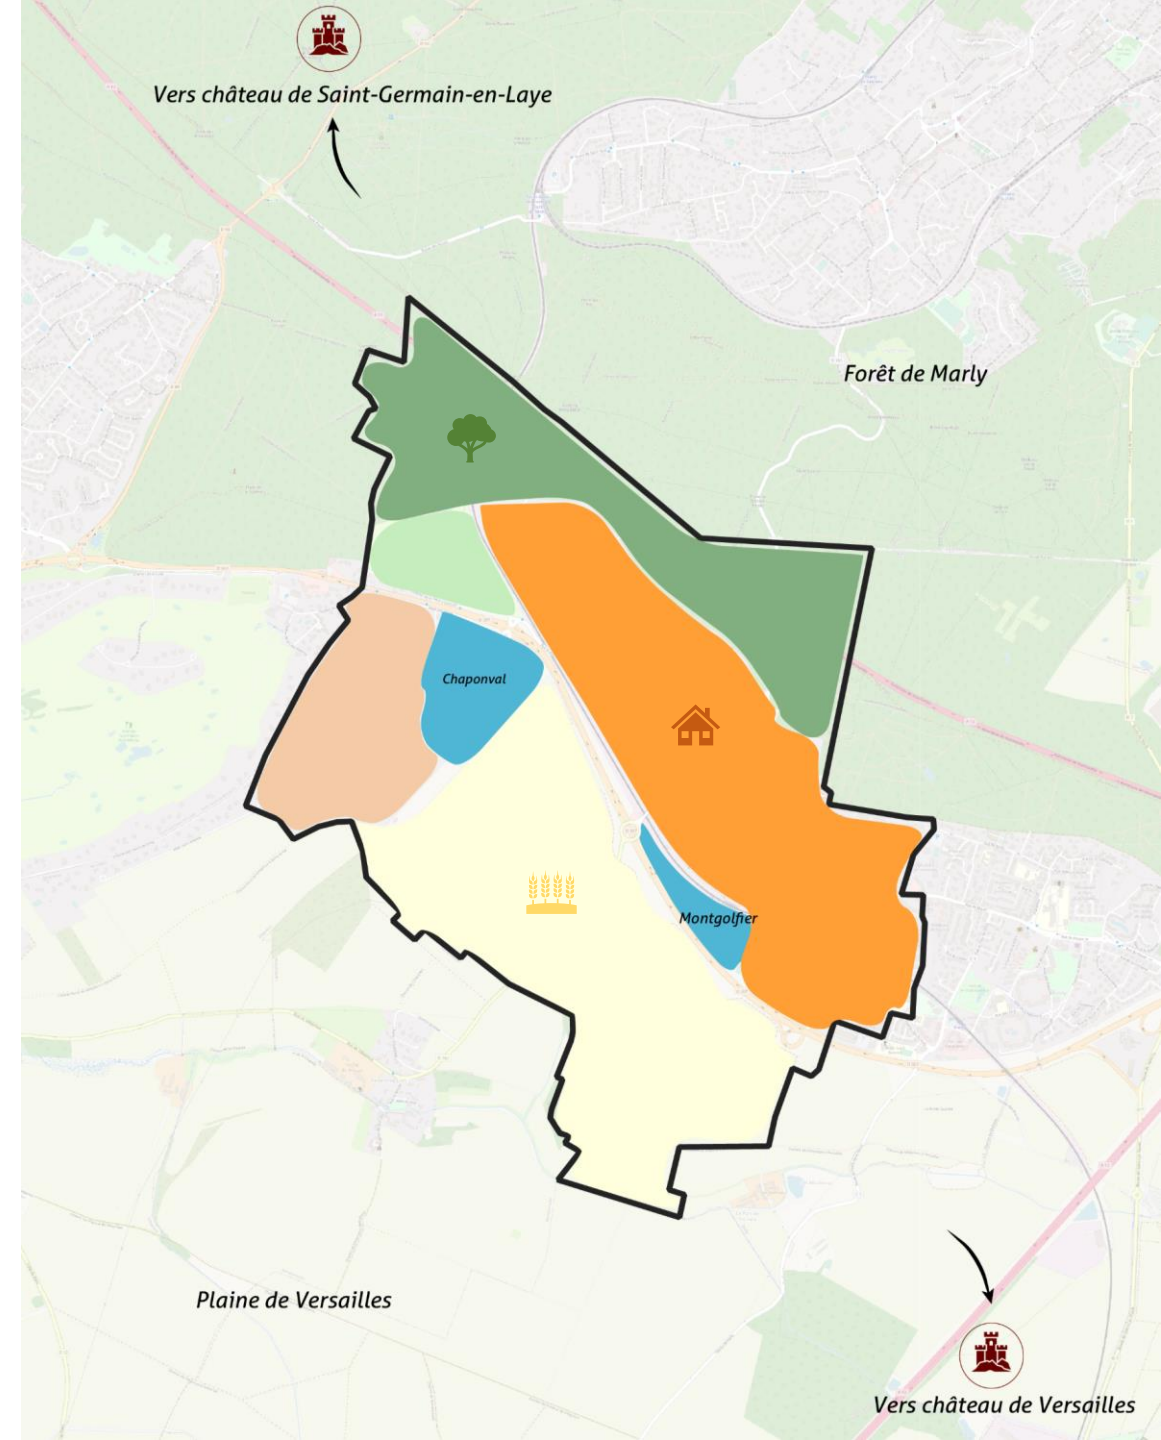 Vers château de Saint-Germain-en-Laye
Forêt de Marly
Chaponval
Montgolfier
Plaine de Versailles
Vers château de Versailles